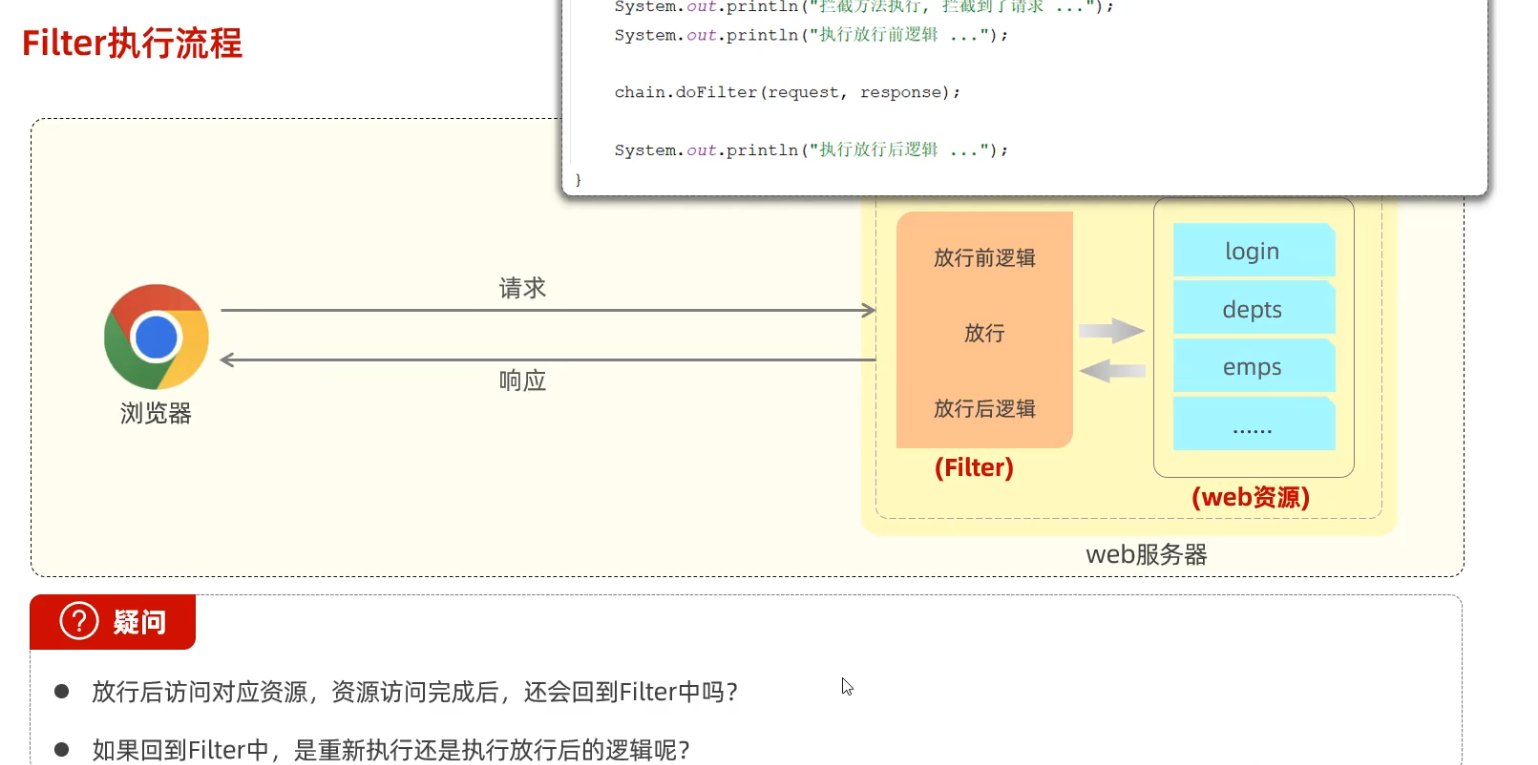 Filter执行流程
System.out.println("拦截方法执行, 拦截到了请求 ...");
System.out.println("执行放行前逻辑 ...");
chain.doFilter(request, response);
System.out.println("执行放行后逻辑 ...");
}
浏览器
请求
响应
放行前逻辑
放行
放行后逻辑
(Filter)
login
depts
emps
......
(web资源)
web服务器
? 疑问
● 放行后访问对应资源，资源访问完成后，还会回到Filter中吗？
● 如果回到Filter中，是重新执行还是执行放行后的逻辑呢？